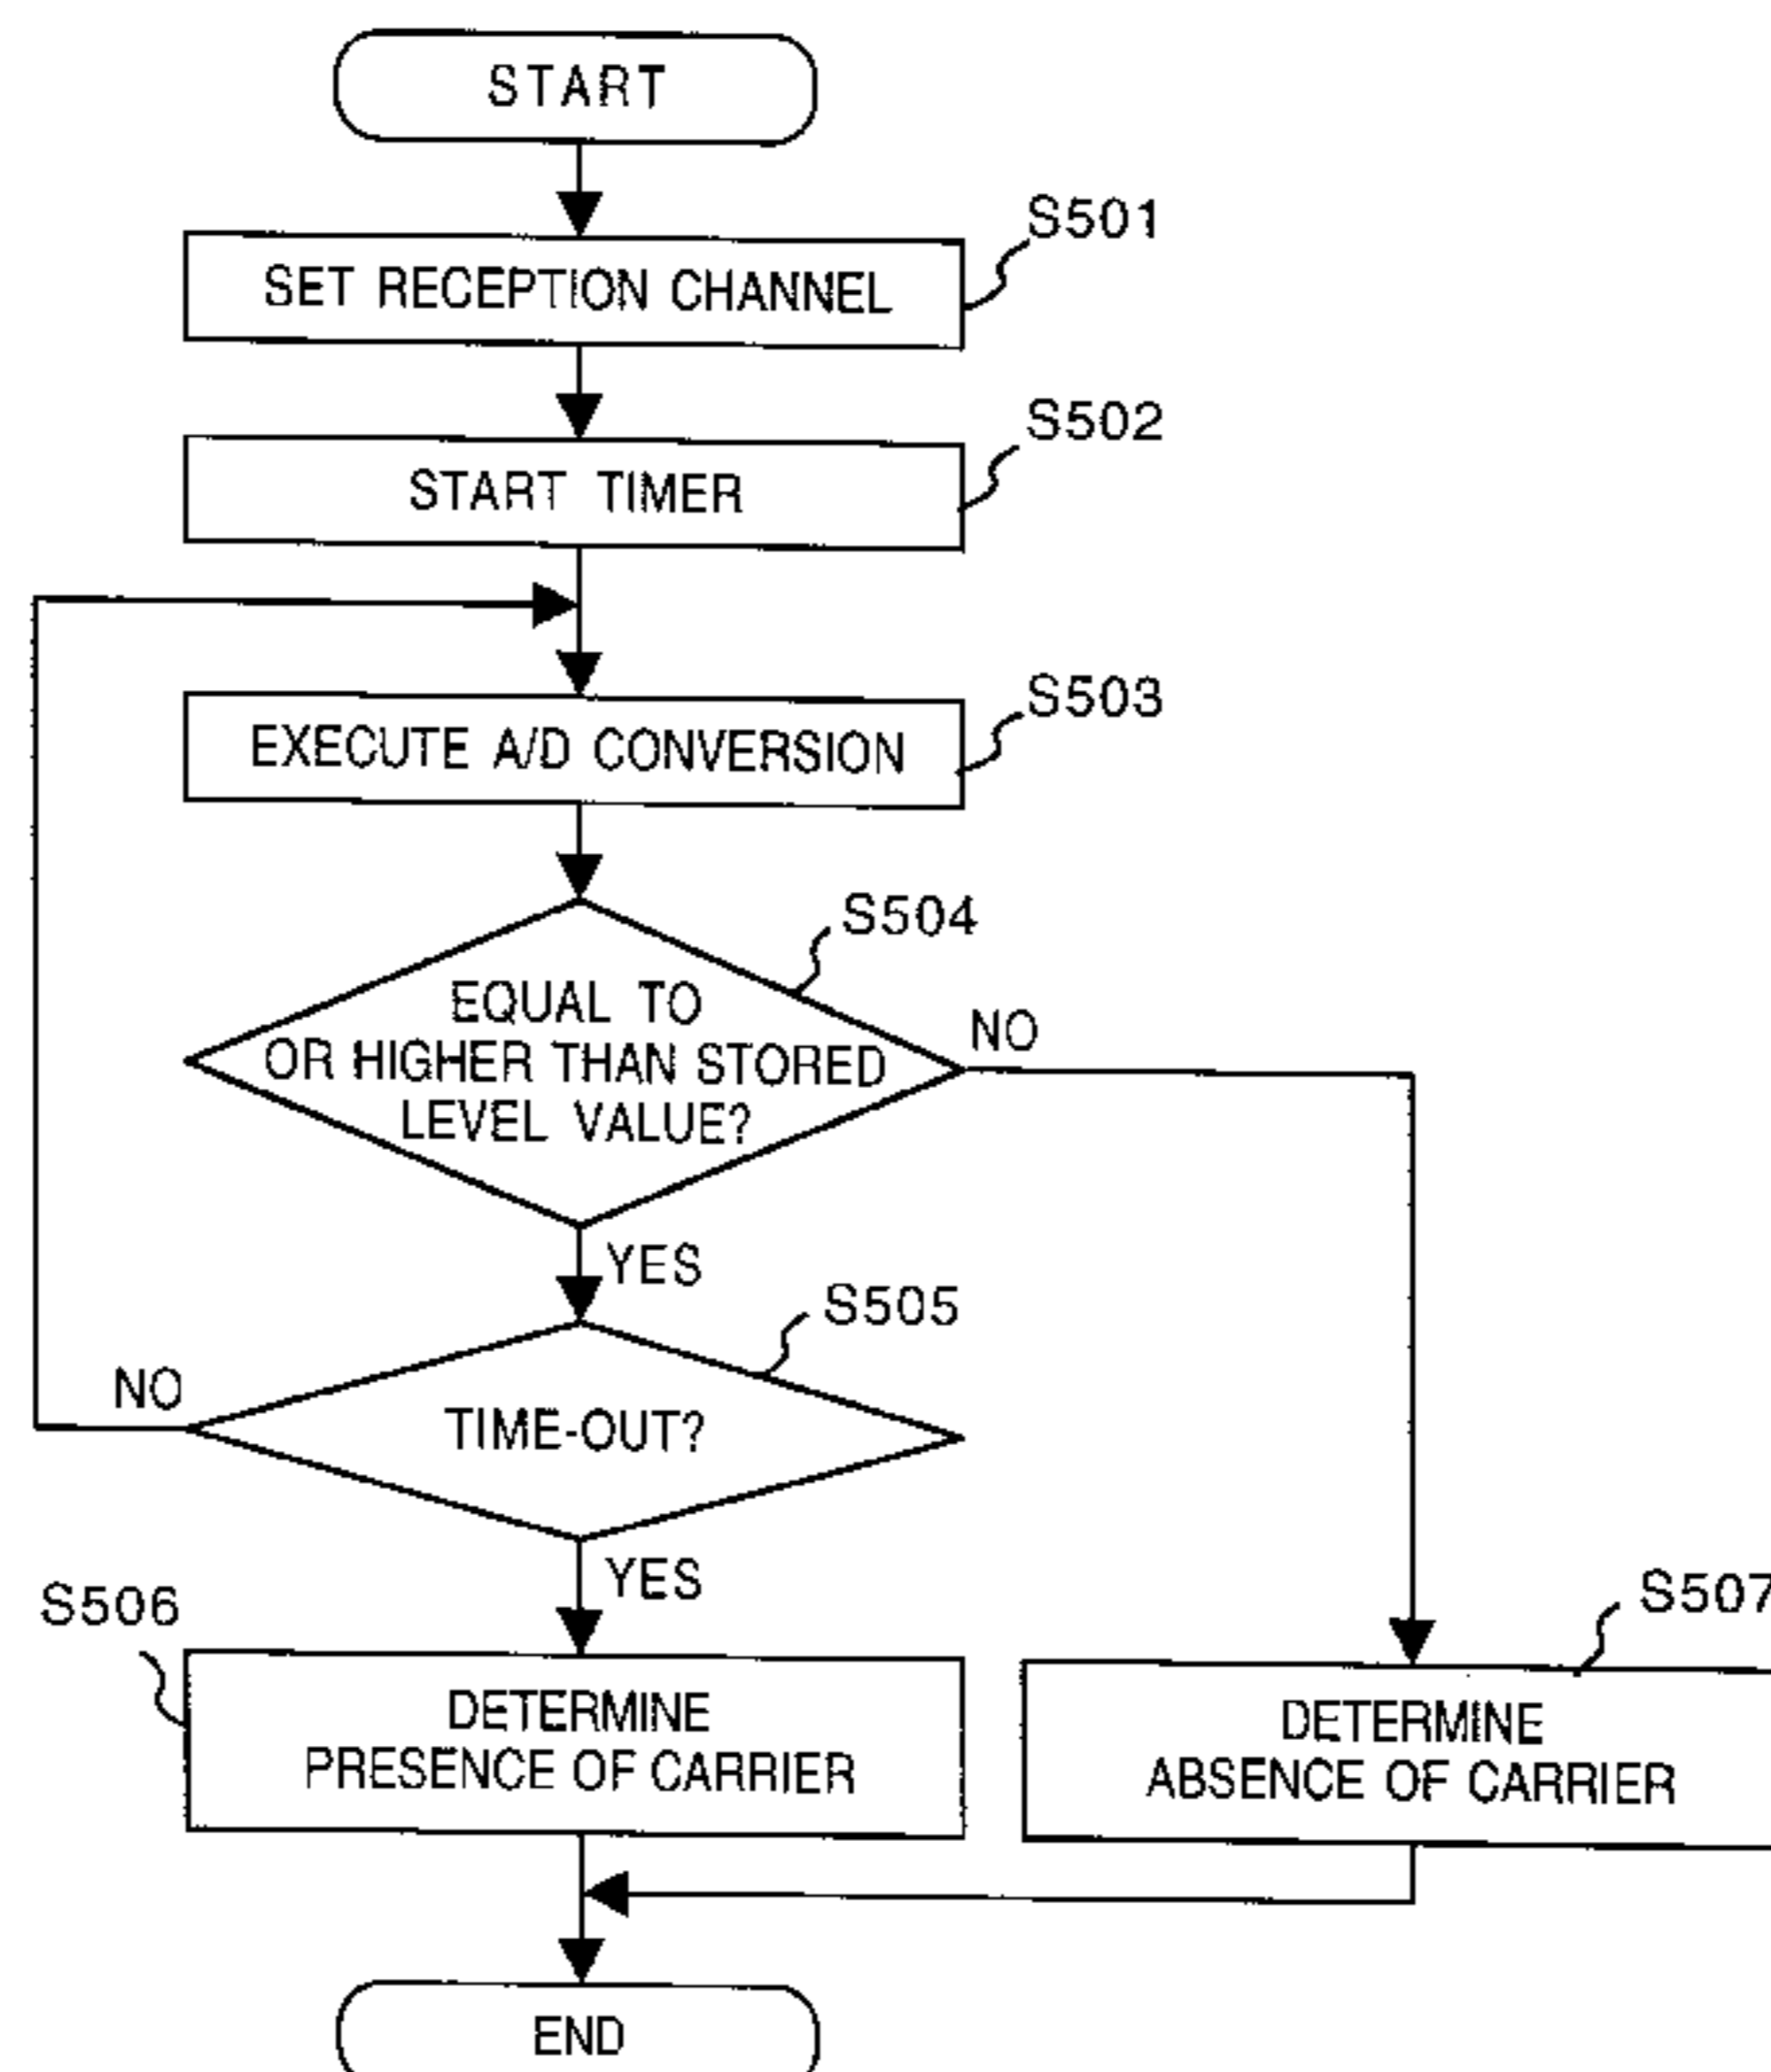 START
S501
SET RECEPTION CHANNEL
S502
START TIMER
S503
EXECUTE A/D CONVERSION
S504
EQUAL TO
OR HIGHER THAN STORED
LEVEL VALUE?
NO
YES
S505
NO
TIME-OUT?
YES
S506
S507
DETERMINE
PRESENCE OF CARRIER
DETERMINE
ABSENCE OF CARRIER
END